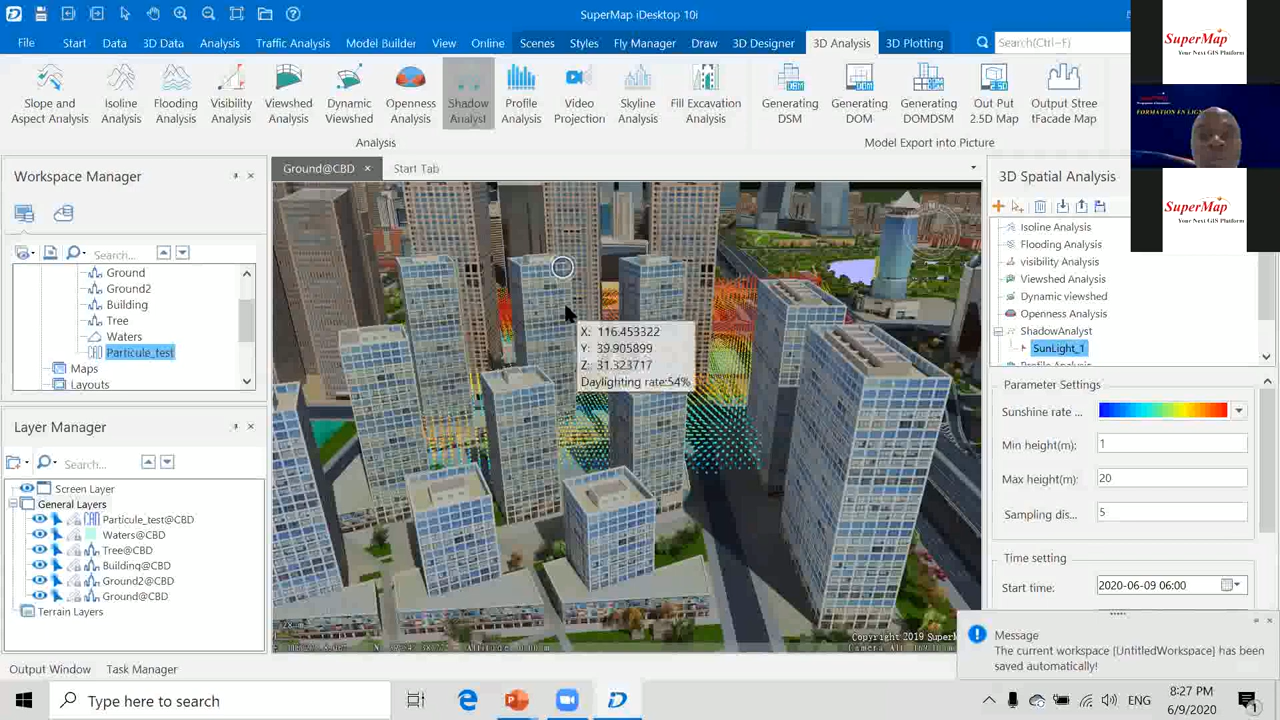 SuperMap iDesktop 10i
File Start Data 3D Data Analysis Traffic Analysis Model Builder View Online Scenes Styles Fly Manager Draw 3D Designer 3D Analysis 3D Plotting Search(Ctrl+F)
Slope and Aspect Analysis
Isoline Analysis
Flooding Analysis
Visibility Analysis
Viewshed Analysis
Dynamic Viewshed
Openness Analysis
Shadow
Profile Analysis
Video Projection
Skyline Analysis
Fill Excavation Analysis
Generating DSM
Generating DOM
Generating DOMDSM
Out Put 2.5D Map
Output Stree tFacade Map
Analysis
Model Export into Picture
SuperMap
Your Next GIS Platform
SuperMap
Your Next GIS Platform
Workspace Manager
Search...
Ground
Ground2
Building
Tree
Waters
Particule_test
Maps
Layouts
Layer Manager
Search...
Screen Layer
General Layers
Particule_test@CBD
Waters@CBD
Tree@CBD
Building@CBD
Ground2@CBD
Ground@CBD
Terrain Layers
Output Window Task Manager
Ground@CBD Start Tab
X: 116.453322
Y: 39.905899
Z: 31.323717
Daylighting rate:54%
3D Spatial Analysis
Isoline Analysis
Flooding Analysis
visibility Analysis
Viewshed Analysis
Dynamic viewshed
Openness Analysis
ShadowAnalyst
SunLight_1
Parameter Settings
Sunshine rate ...
Min height(m): 1
Max height(m): 20
Sampling dis... 5
Time setting
Start time: 2020-06-09 06:00
Message
The current workspace [UntitledWorkspace] has been
saved automatically!
Type here to search
ENG
8:27 PM
6/9/2020